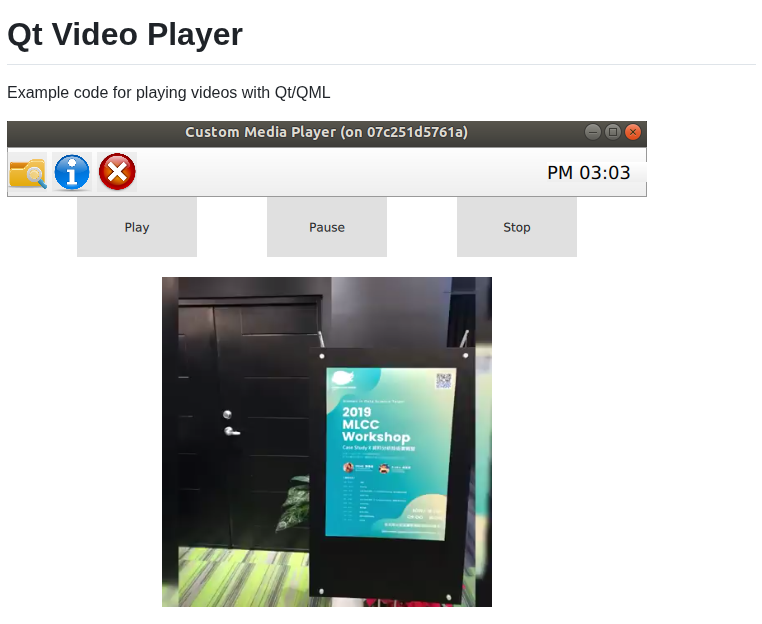 Qt Video Player
Example code for playing videos with Qt/QML
Custom Media Player (on 07c251d5761a)
PM 03:03
Play
Pause
Stop
2019
MLCC
Workshop
Case Study